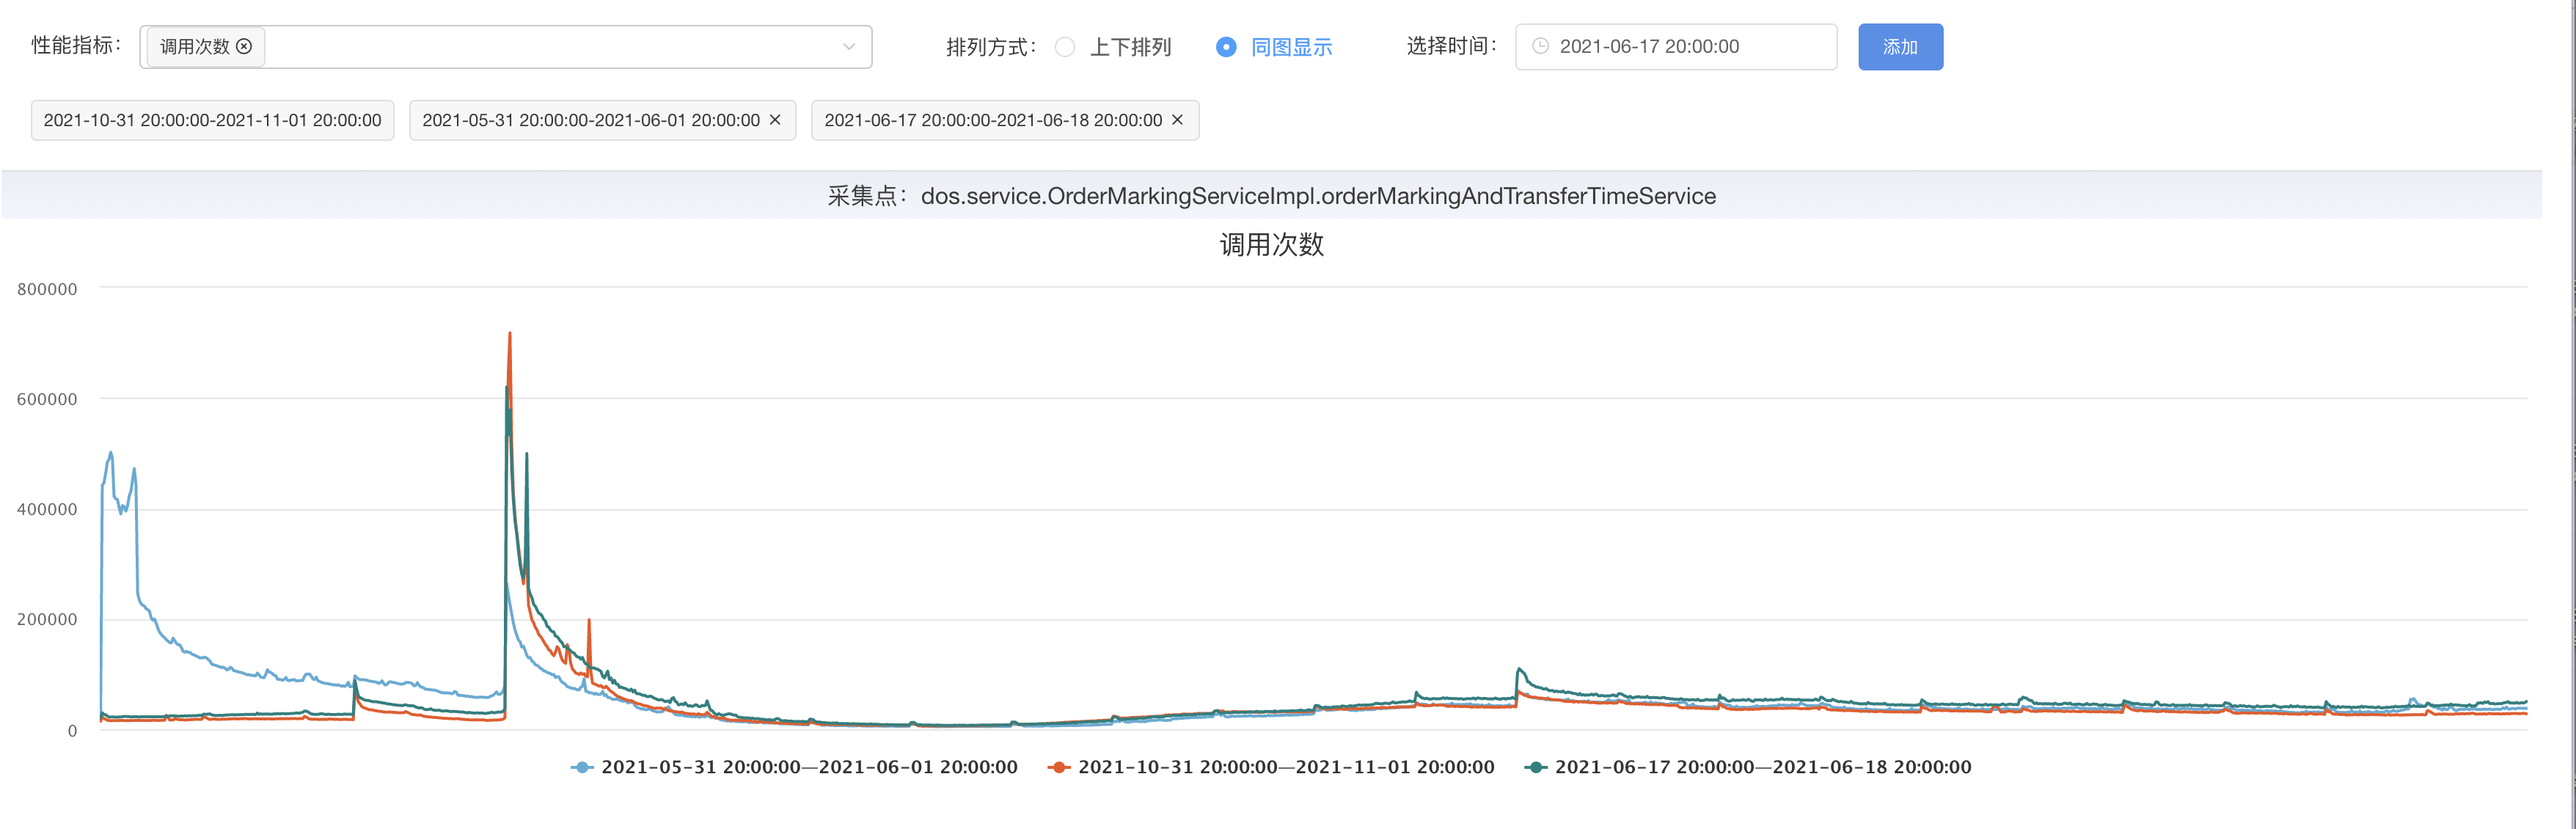 性能指标： 调用次数 排列方式： 上下排列 同图显示 选择时间： 2021-06-17 20:00:00 添加
2021-10-31 20:00:00-2021-11-01 20:00:00 2021-05-31 20:00:00-2021-06-01 20:00:00 × 2021-06-17 20:00:00-2021-06-18 20:00:00 ×
采集点：dos.service.OrderMarkingServiceImpl.orderMarkingAndTransferTimeService
调用次数
800000
600000
400000
200000
0
2021-05-31 20:00:00—2021-06-01 20:00:00 2021-10-31 20:00:00—2021-11-01 20:00:00 2021-06-17 20:00:00—2021-06-18 20:00:00